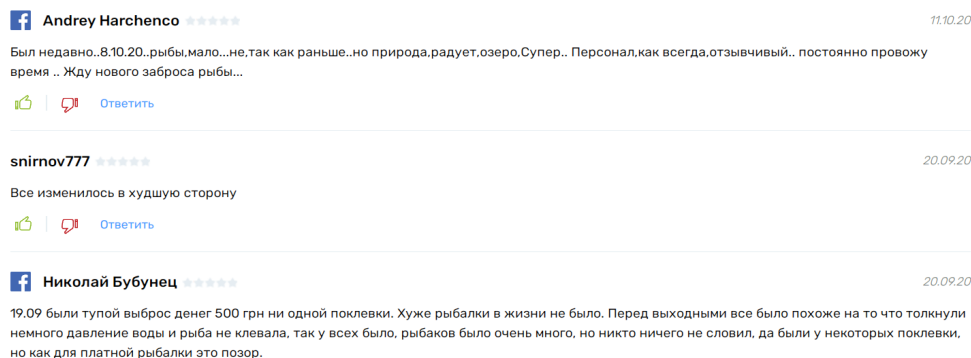 Andrey Harchenco 11.10.20
Был недавно..8.10.20..рыбы,мало...не,так как раньше..но природа,радует,озеро,Супер.. Персонал,как всегда,отзывчивый.. постоянно провожу
время .. Жду нового заброса рыбы...
Ответить
snirnov777 20.09.20
Все изменилось в худшую сторону
Ответить
Николай Бубунец 20.09.20
19.09 были тупой выброс денег 500 грн ни одной поклевки. Хуже рыбалки в жизни не было. Перед выходными все было похоже на то что толкнули
немного давление воды и рыба не клевала, так у всех было, рыбаков было очень много, но никто ничего не словил, да были у некоторых поклевки,
но как для платной рыбалки это позор.